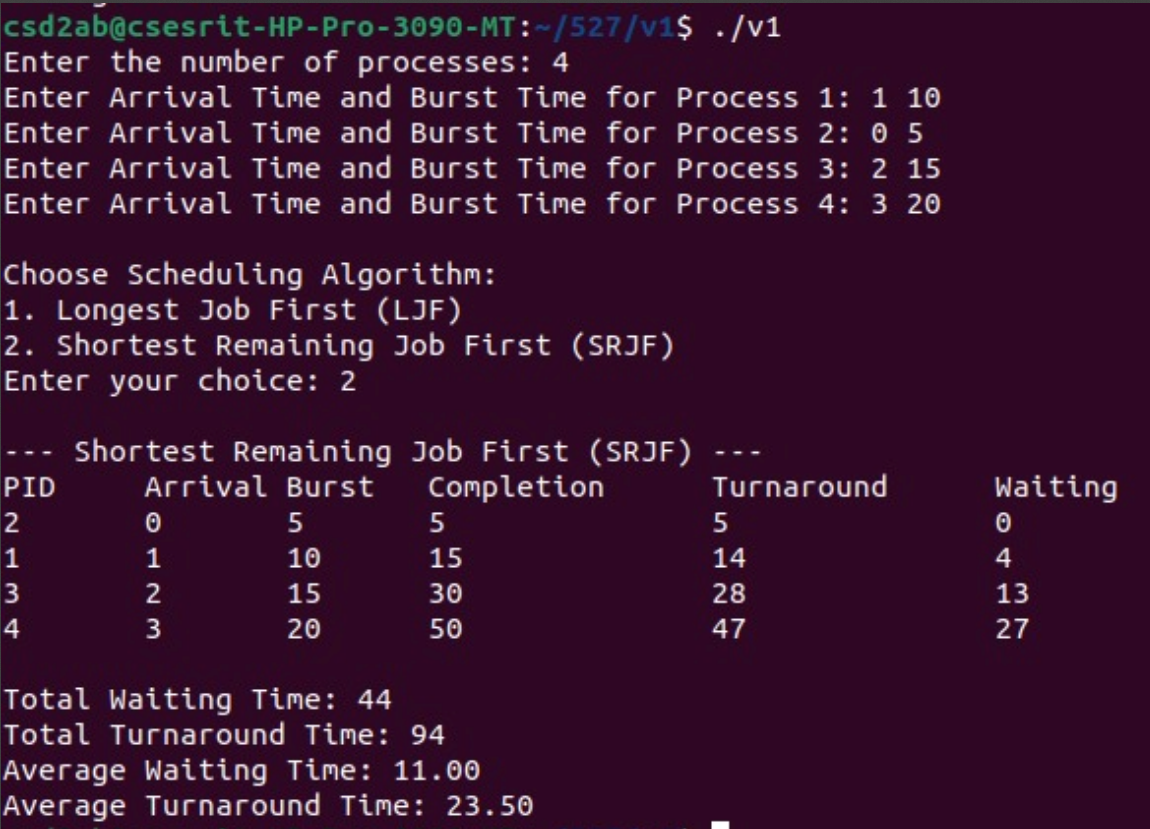 csd2ab@csesrit-HP-Pro-3090-MT:~/527/v1$ ./v1
Enter the number of processes: 4
Enter Arrival Time and Burst Time for Process 1: 1 10
Enter Arrival Time and Burst Time for Process 2: 0 5
Enter Arrival Time and Burst Time for Process 3: 2 15
Enter Arrival Time and Burst Time for Process 4: 3 20

Choose Scheduling Algorithm:
1. Longest Job First (LJF)
2. Shortest Remaining Job First (SRJF)
Enter your choice: 2

--- Shortest Remaining Job First (SRJF) ---
PID     Arrival Burst   Completion      Turnaround      Waiting
2       0       5       5               5               0
1       1       10      15              14              4
3       2       15      30              28              13
4       3       20      50              47              27

Total Waiting Time: 44
Total Turnaround Time: 94
Average Waiting Time: 11.00
Average Turnaround Time: 23.50